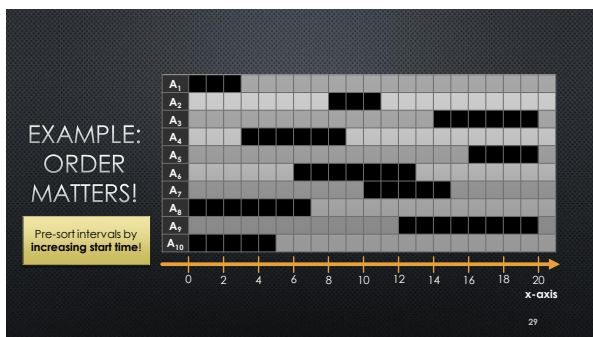 EXAMPLE:
ORDER
MATTERS!
Pre-sort intervals by
increasing start time!
A1
A2
A3
A4
A5
A6
A7
A8
A9
A10
0 2 4 6 8 10 12 14 16 18 20
x-axis
29